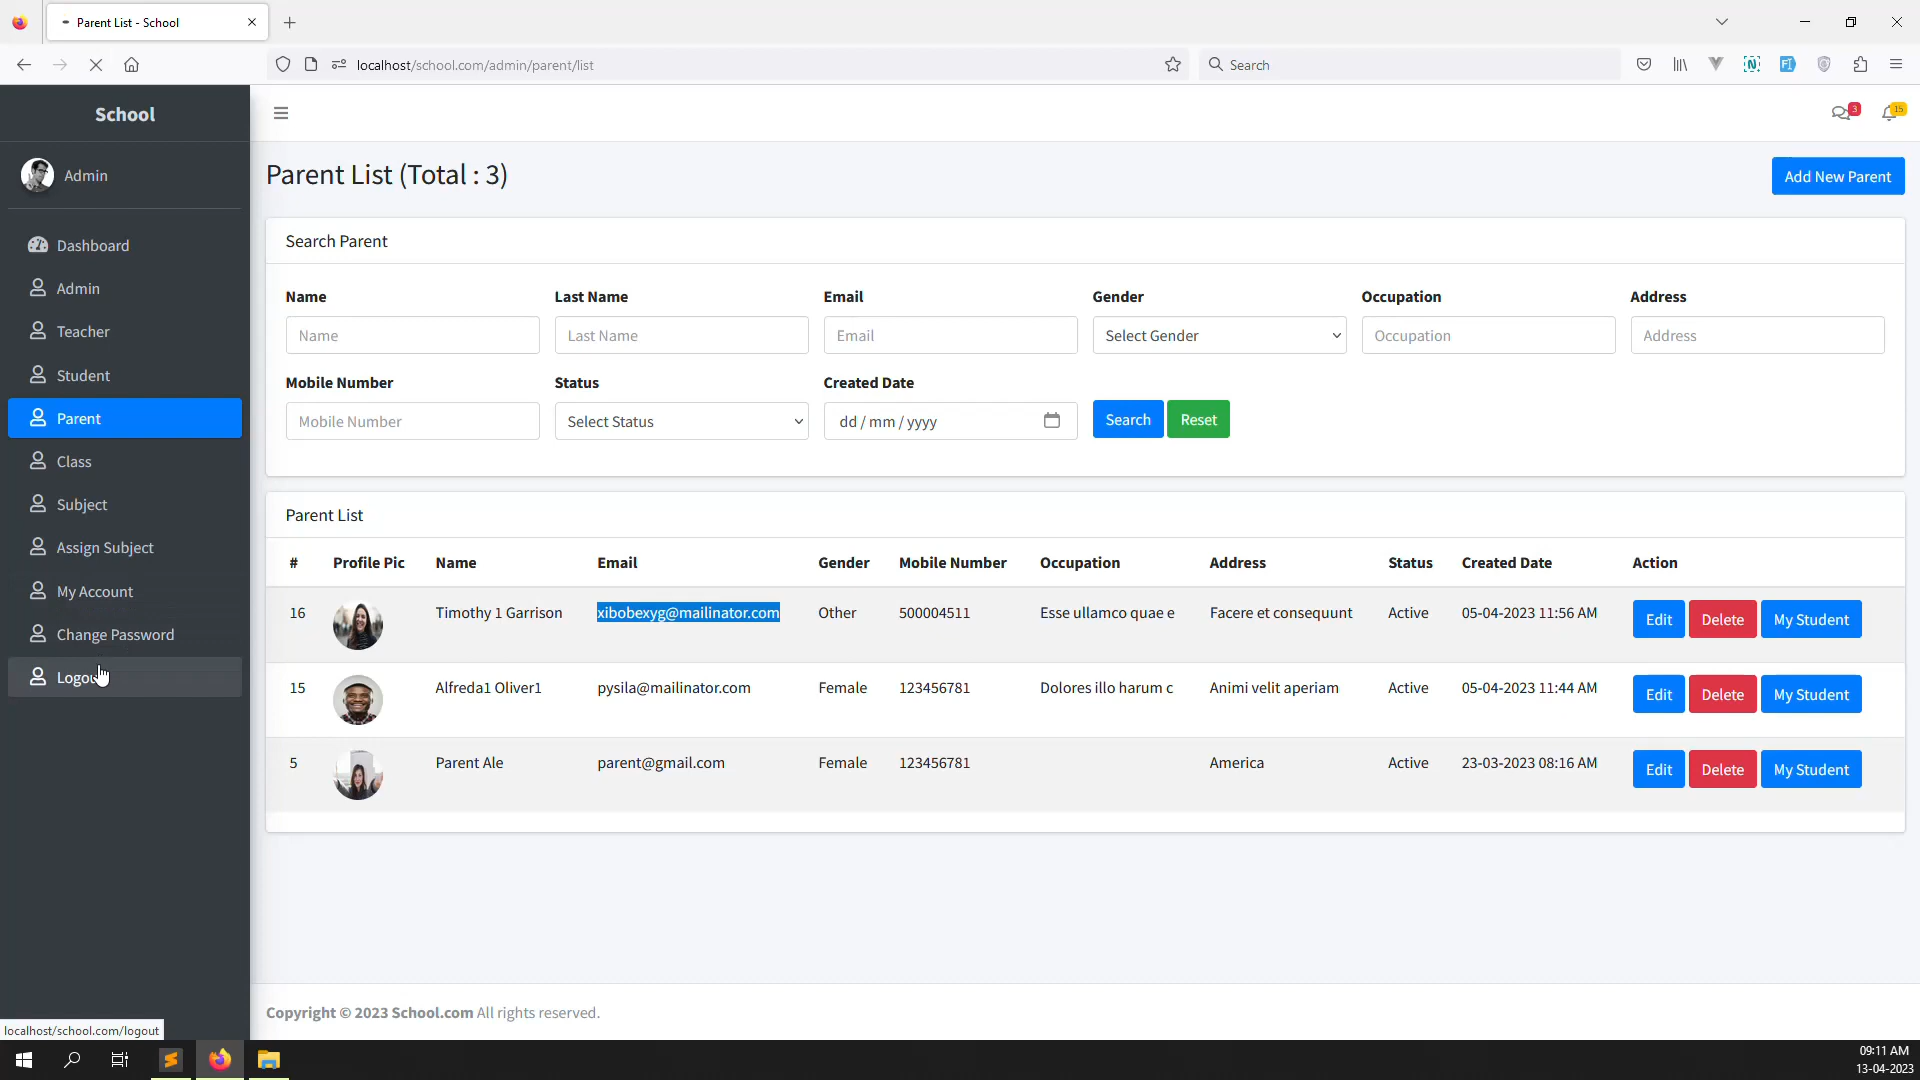 Parent List - School
localhost/school.com/admin/parent/list
Search
School
3
15
Admin
Parent List (Total : 3)
Add New Parent
Dashboard
Admin
Teacher
Student
Parent
Class
Subject
Assign Subject
My Account
Change Password
Search Parent
Name Last Name Email Gender Occupation Address
Name Last Name Email Select Gender Occupation Address
Mobile Number Status Created Date
Mobile Number Select Status dd / mm / yyyy Search Reset
Parent List
# Profile Pic Name Email Gender Mobile Number Occupation Address Status Created Date Action
16 Timothy 1 Garrison xibobexyg@mailinator.com Other 500004511 Esse ullamco quae e Facere et consequunt Active 05-04-2023 11:56 AM Edit Delete My Student
15 Alfreda1 Oliver1 pysila@mailinator.com Female 123456781 Dolores illo harum c Animi velit aperiam Active 05-04-2023 11:44 AM Edit Delete My Student
5 Parent Ale parent@gmail.com Female 123456781 America Active 23-03-2023 08:16 AM Edit Delete My Student
Copyright © 2023 School.com All rights reserved.
localhost/school.com/logout
09:11 AM
13-04-2023